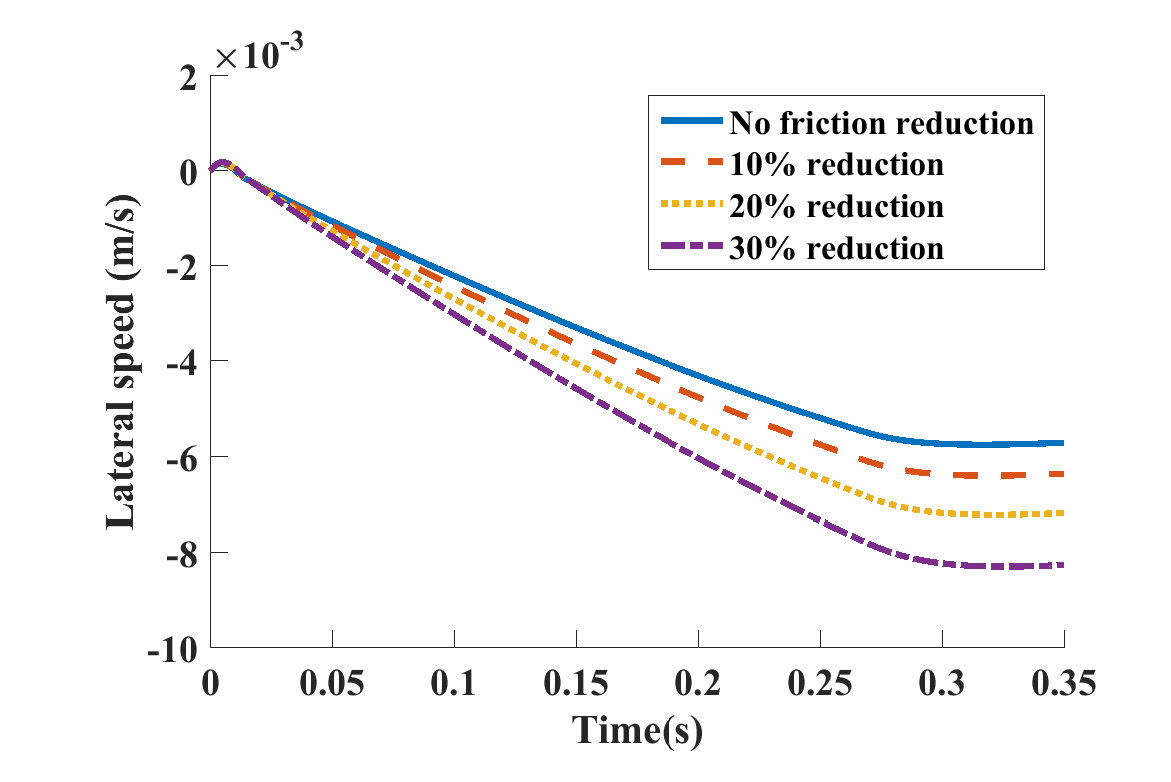 ×10-3
2
0
-2
-4
-6
-8
-10
Lateral speed (m/s)
No friction reduction
10% reduction
20% reduction
30% reduction
0 0.05 0.1 0.15 0.2 0.25 0.3 0.35
Time(s)